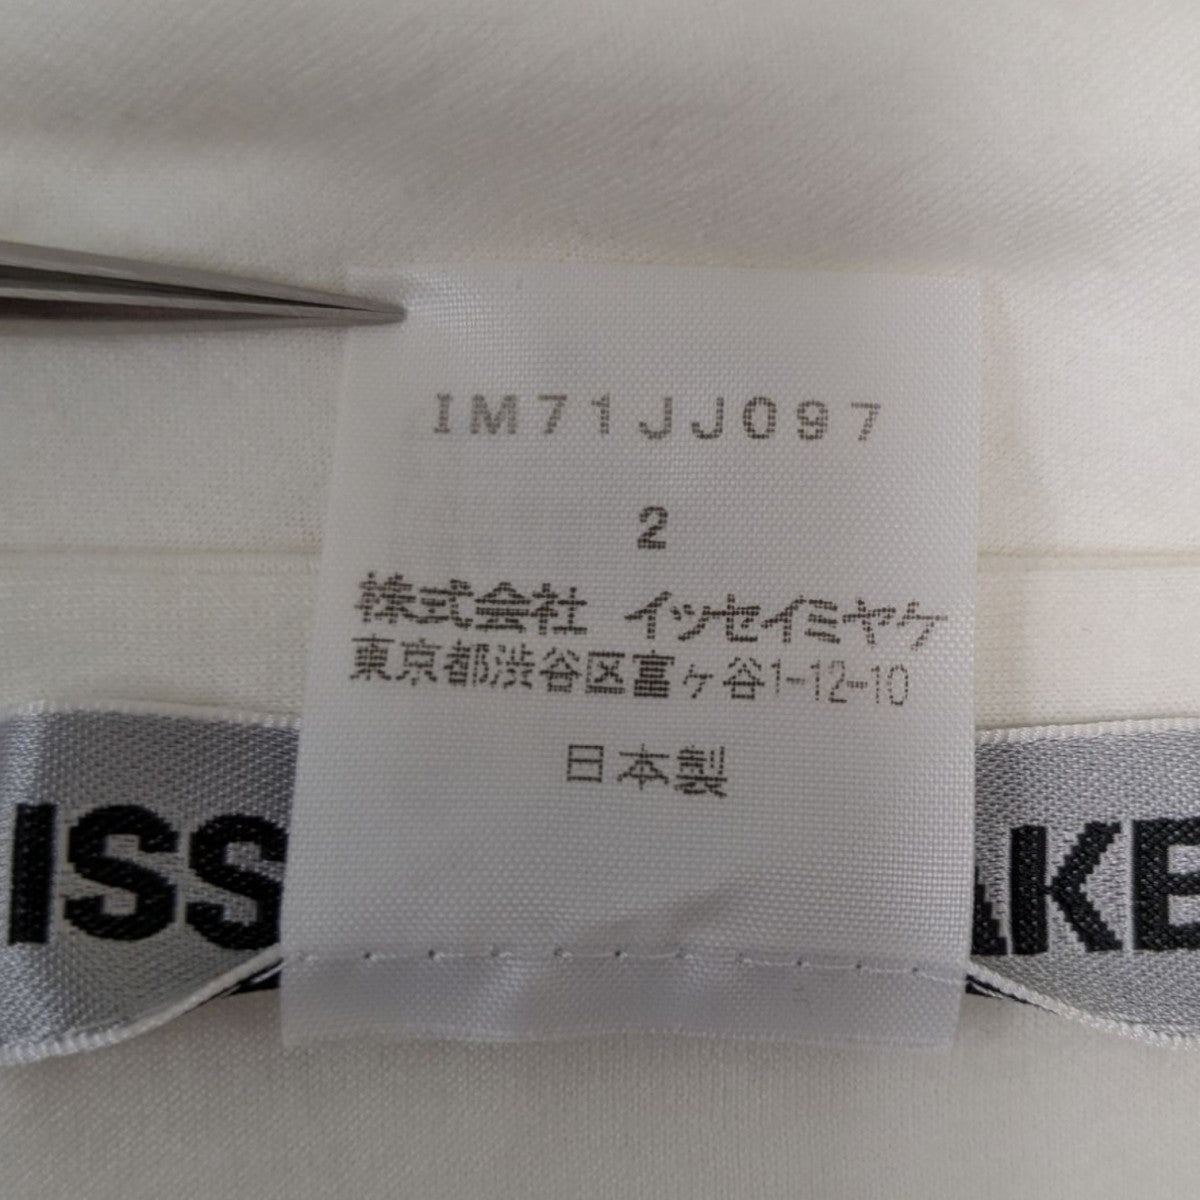 IM71JJ097
2
株式会社 イッセイミヤケ
東京都渋谷区富ヶ谷1-12-10
日本製
ISS
AKE